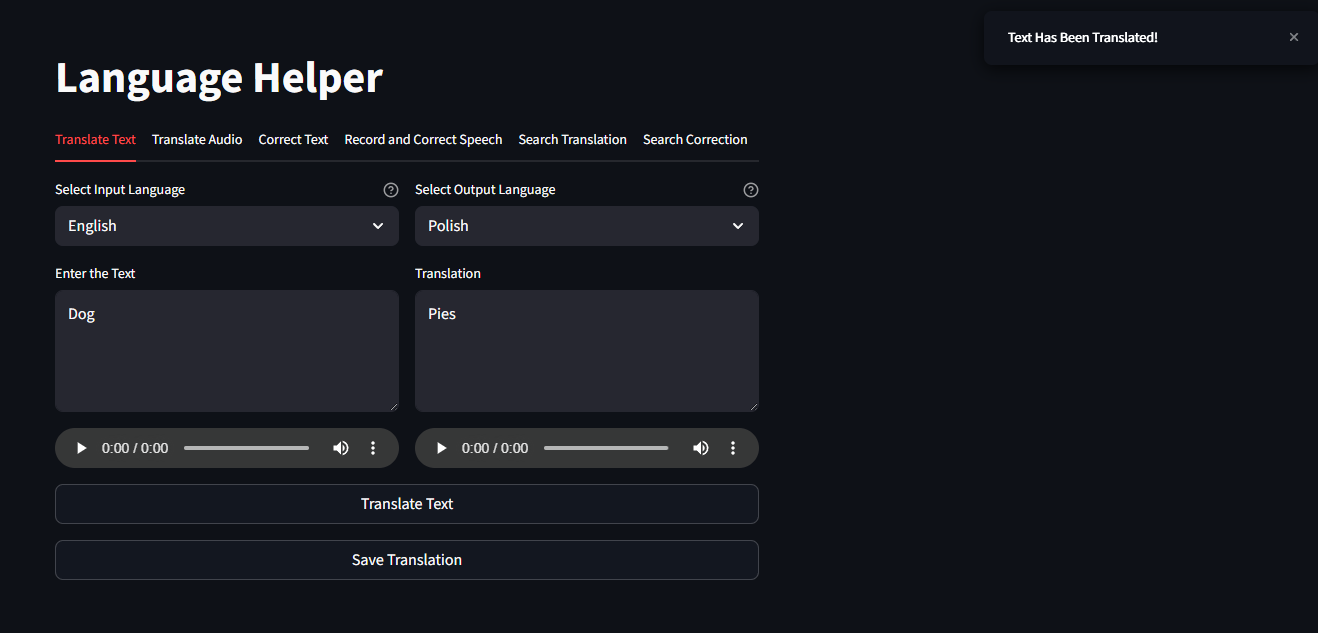 Text Has Been Translated!
Language Helper
Translate Text Translate Audio Correct Text Record and Correct Speech Search Translation Search Correction
Select Input Language Select Output Language
English Polish
Enter the Text Translation
Dog Pies
0:00 / 0:00 0:00 / 0:00
Translate Text
Save Translation